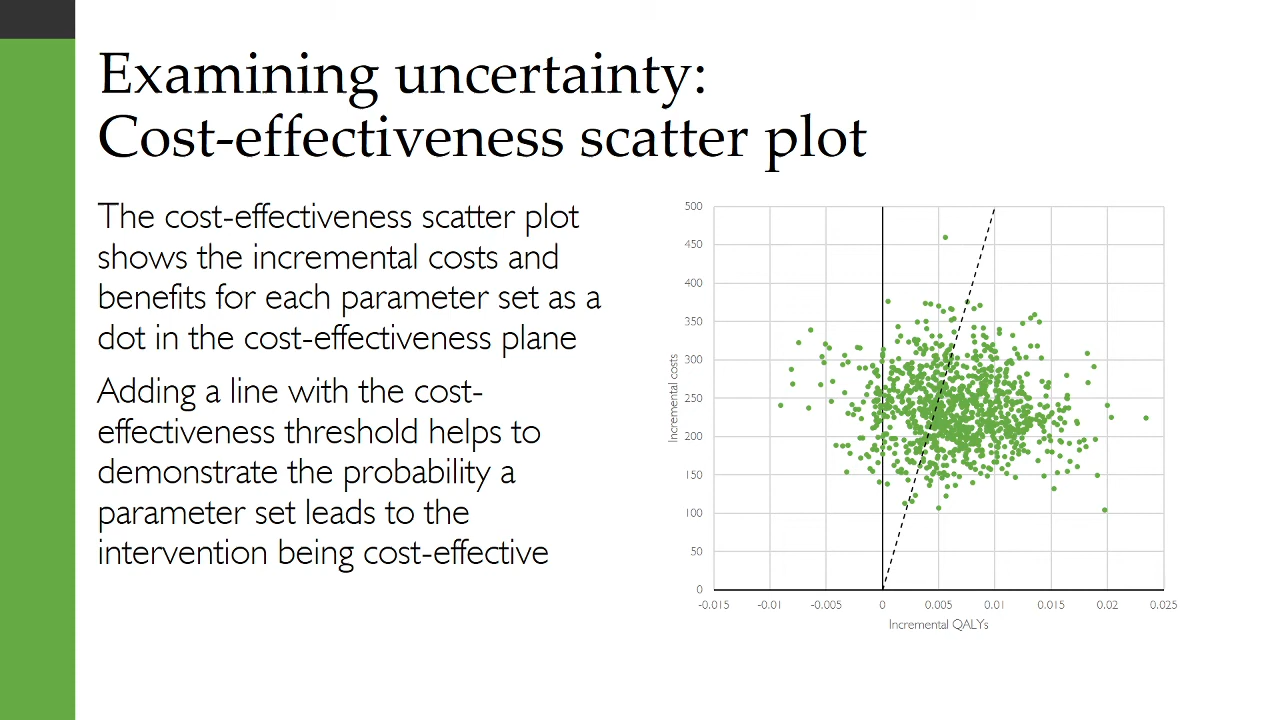 Examining uncertainty:
Cost-effectiveness scatter plot
The cost-effectiveness scatter plot
shows the incremental costs and
benefits for each parameter set as a
dot in the cost-effectiveness plane
Adding a line with the cost-
effectiveness threshold helps to
demonstrate the probability a
parameter set leads to the
intervention being cost-effective
500
450
400
350
300
250
200
150
100
50
0
Incremental costs
-0.015 -0.01 -0.005 0 0.005 0.01 0.015 0.02 0.025
Incremental QALYs